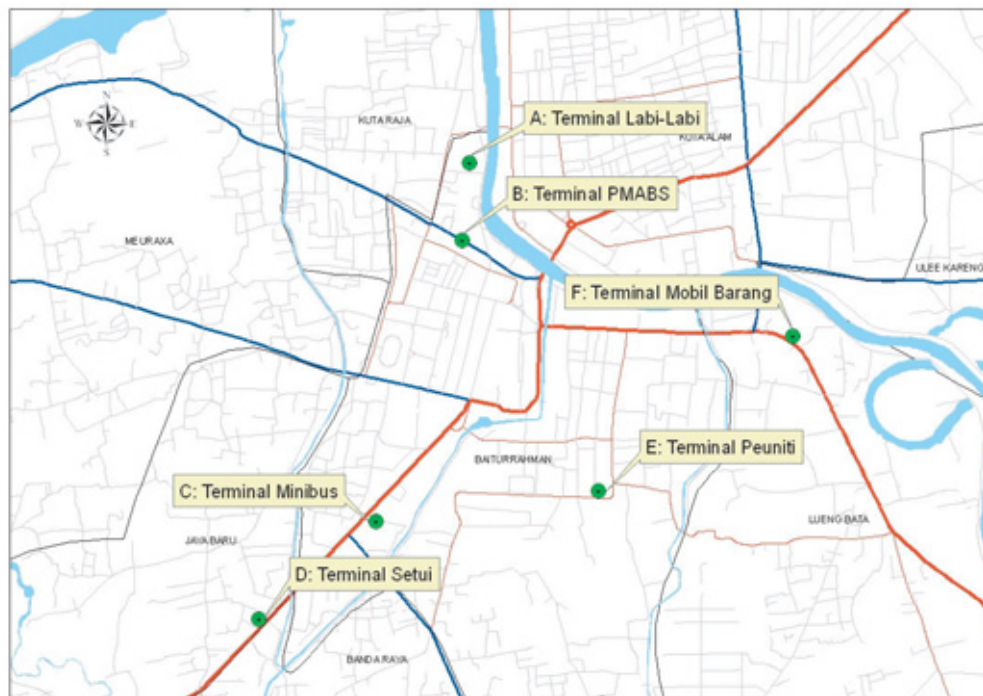 A: Terminal Labi-Labi
KUTA RAJA
KUTA ALAM
N
W
E
S
B: Terminal PMABS
MEURAXA
ULEE KARENG
F: Terminal Mobil Barang
E: Terminal Peuniti
BAITURRAHMAN
C: Terminal Minibus
LUENG BATA
JAYA BARU
D: Terminal Setui
BANDA RAYA